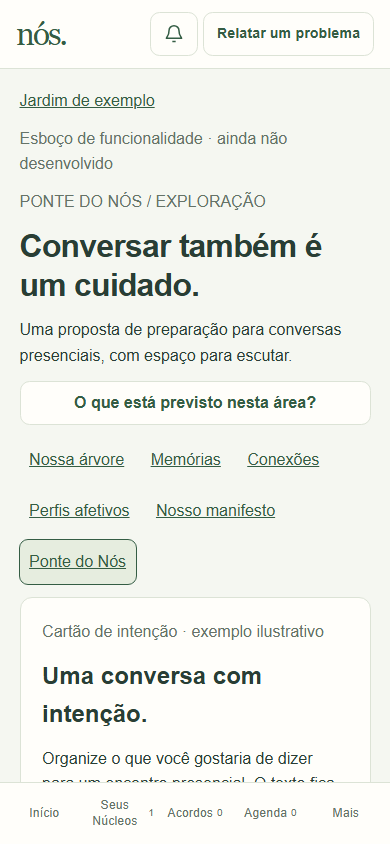 nós.
Relatar um problema
Jardim de exemplo
Esboço de funcionalidade · ainda não
desenvolvido
PONTE DO NÓS / EXPLORAÇÃO
Conversar também é
um cuidado.
Uma proposta de preparação para conversas
presenciais, com espaço para escutar.
O que está previsto nesta área?
Nossa árvore Memórias Conexões
Perfis afetivos Nosso manifesto
Ponte do Nós
Cartão de intenção · exemplo ilustrativo
Uma conversa com
intenção.
Organize o que você gostaria de dizer
Início
Seus
Núcleos 1
Acordos 0
Agenda 0
Mais